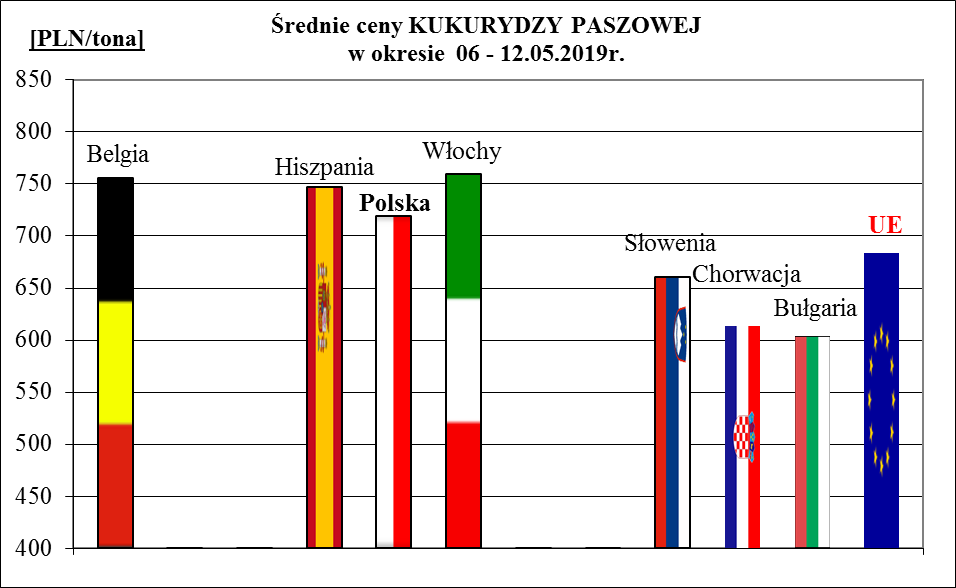 Średnie ceny KUKURYDZY PASZOWEJ
w okresie 06 - 12.05.2019r.
[PLN/tona]
850
800
750
700
650
600
550
500
450
400
Belgia
Hiszpania
Polska
Włochy
Słowenia
Chorwacja
Bułgaria
UE